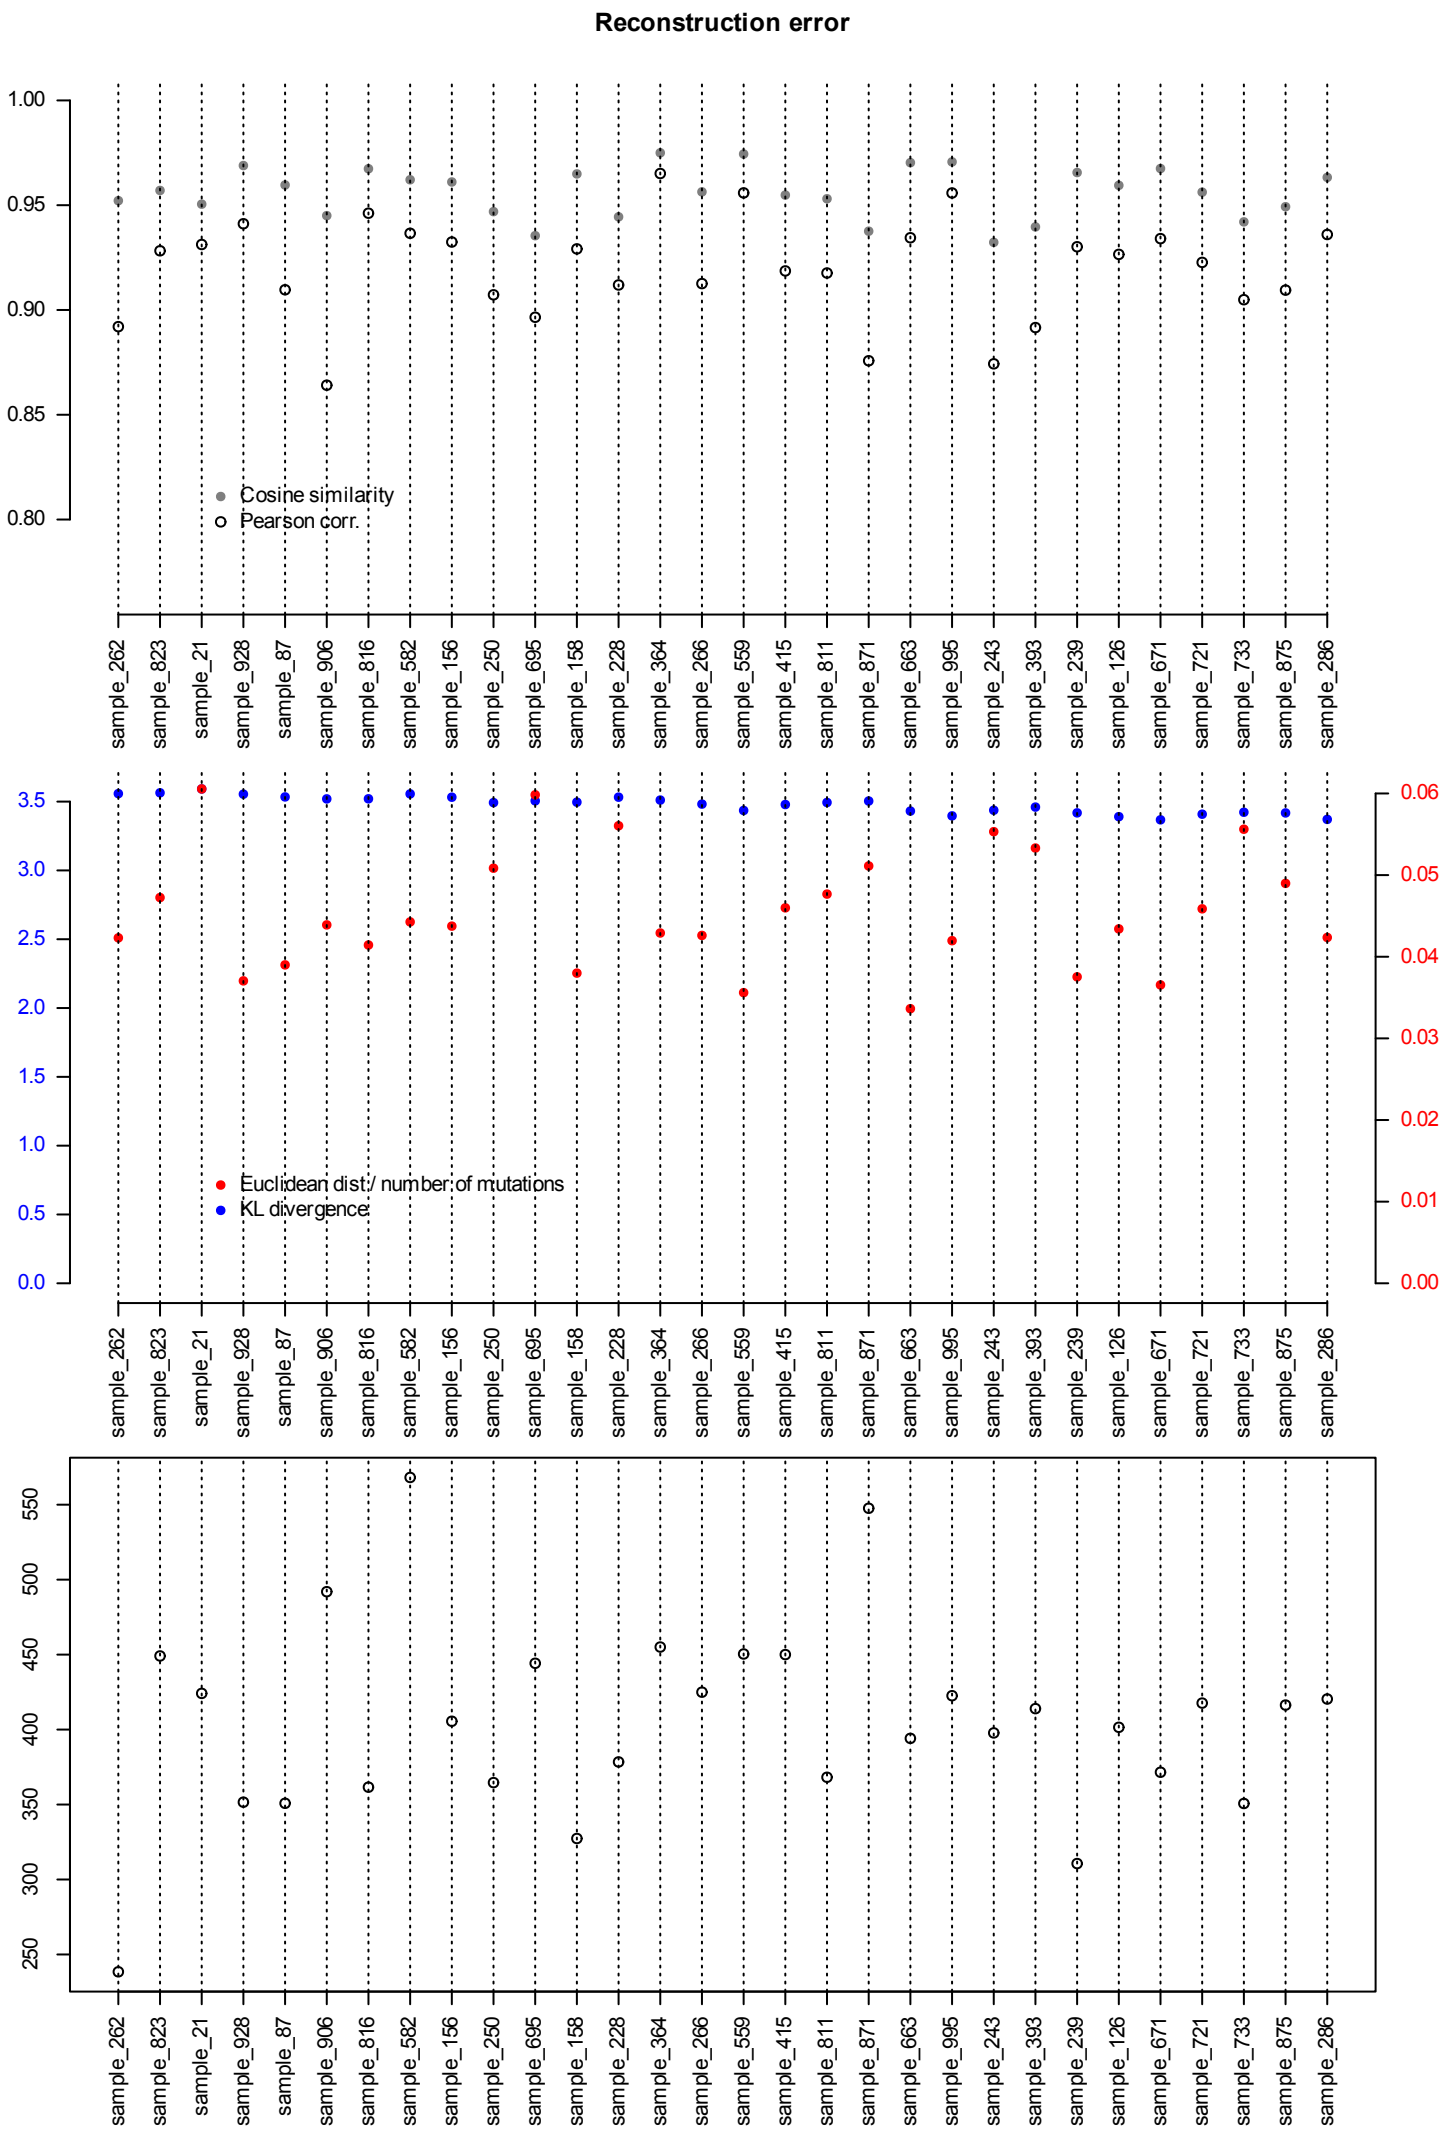 Reconstruction error
1.00
0.95
0.90
0.85
0.80
Cosine similarity
Pearson corr.
sample_262
sample_823
sample_21
sample_928
sample_87
sample_906
sample_816
sample_582
sample_156
sample_250
sample_695
sample_158
sample_228
sample_364
sample_266
sample_559
sample_415
sample_811
sample_871
sample_663
sample_995
sample_243
sample_393
sample_239
sample_126
sample_671
sample_721
sample_733
sample_875
sample_286
3.5
3.0
2.5
2.0
1.5
1.0
0.5
0.0
0.06
0.05
0.04
0.03
0.02
0.01
0.00
Euclidean dist./ number of mutations
KL divergence
sample_262
sample_823
sample_21
sample_928
sample_87
sample_906
sample_816
sample_582
sample_156
sample_250
sample_695
sample_158
sample_228
sample_364
sample_266
sample_559
sample_415
sample_811
sample_871
sample_663
sample_995
sample_243
sample_393
sample_239
sample_126
sample_671
sample_721
sample_733
sample_875
sample_286
550
500
450
400
350
300
250
sample_262
sample_823
sample_21
sample_928
sample_87
sample_906
sample_816
sample_582
sample_156
sample_250
sample_695
sample_158
sample_228
sample_364
sample_266
sample_559
sample_415
sample_811
sample_871
sample_663
sample_995
sample_243
sample_393
sample_239
sample_126
sample_671
sample_721
sample_733
sample_875
sample_286